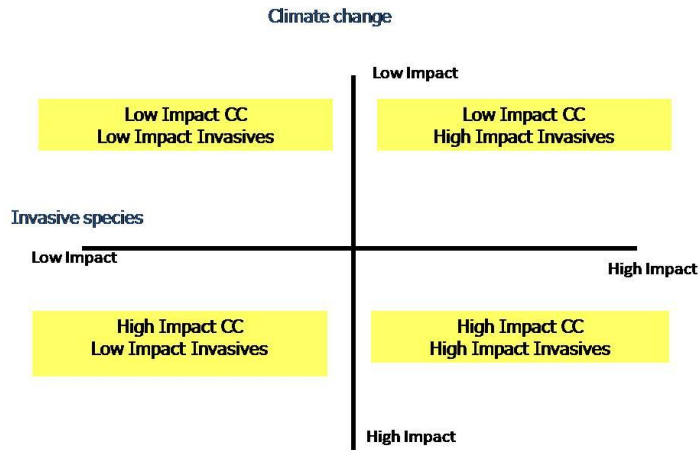 Climate change
Low Impact
Low Impact CC
Low Impact Invasives
Low Impact CC
High Impact Invasives
Invasive species
Low Impact
High Impact
High Impact CC
Low Impact Invasives
High Impact CC
High Impact Invasives
High Impact